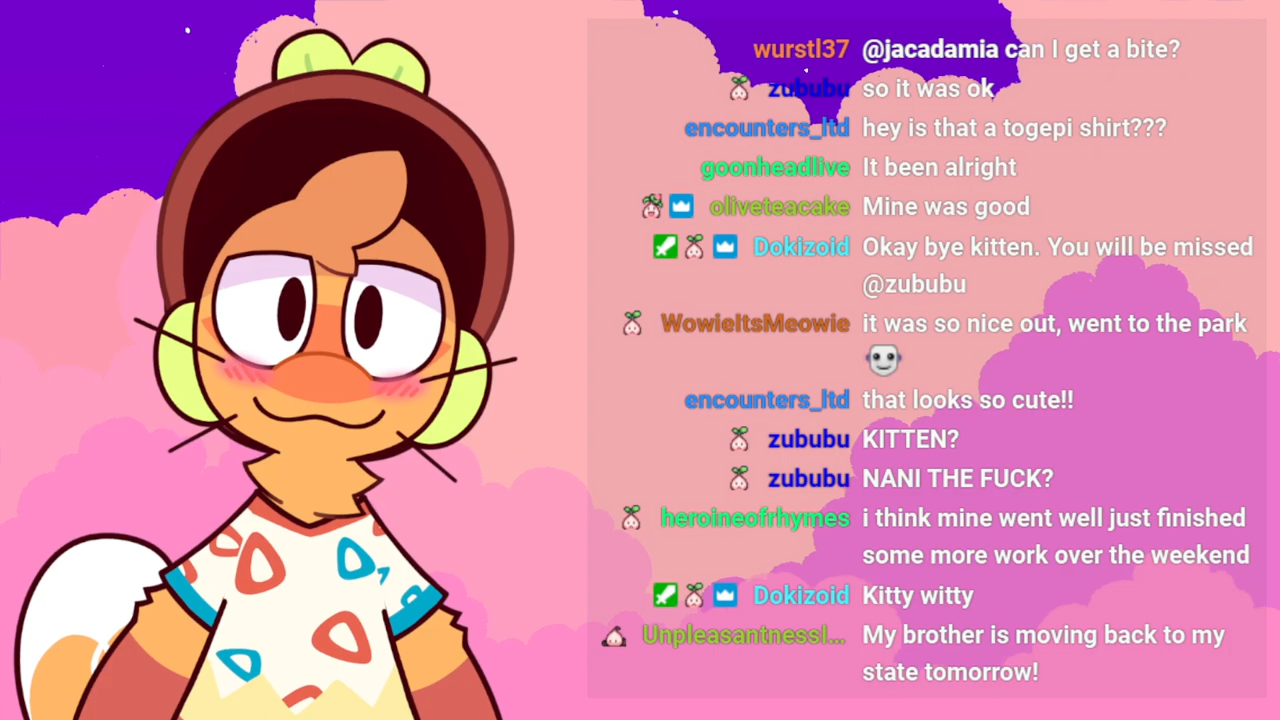 wurstl37 @jacadamia can I get a bite?
zububu so it was ok
encounters_ltd hey is that a togepi shirt???
goonheadlive It been alright
oliveteacake Mine was good
Dokizoid Okay bye kitten. You will be missed
@zububu
WowieItsMeowie it was so nice out, went to the park
encounters_ltd that looks so cute!!
zububu KITTEN?
zububu NANI THE FUCK?
heroineofrhymes i think mine went well just finished
some more work over the weekend
Dokizoid Kitty witty
Unpleasantnessl... My brother is moving back to my
state tomorrow!